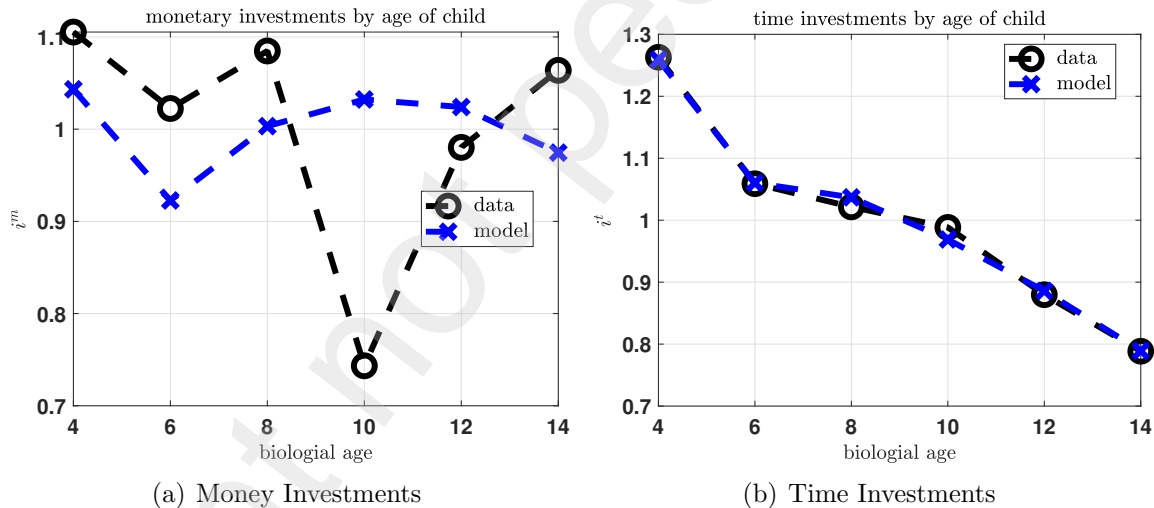 monetary investments by age of child
1.1
1
0.9
0.8
0.7
i^m
4 6 8 10 12 14
biologial age
data
model
(a) Money Investments
time investments by age of child
1.3
1.2
1.1
1
0.9
0.8
0.7
i^t
4 6 8 10 12 14
biologial age
data
model
(b) Time Investments
not